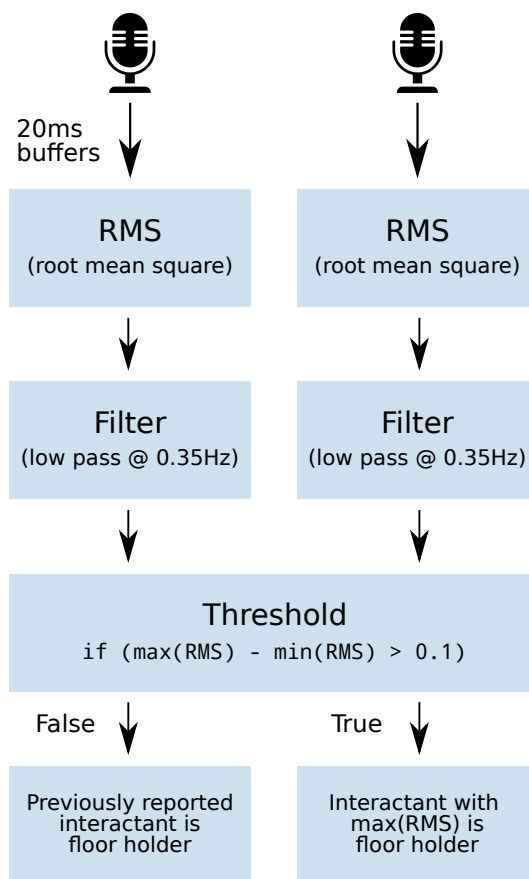 20ms
buffers
RMS
(root mean square)
RMS
(root mean square)
Filter
(low pass @ 0.35Hz)
Filter
(low pass @ 0.35Hz)
Threshold
if (max(RMS) - min(RMS) > 0.1)
False
True
Previously reported
interactant is
floor holder
Interactant with
max(RMS) is
floor holder